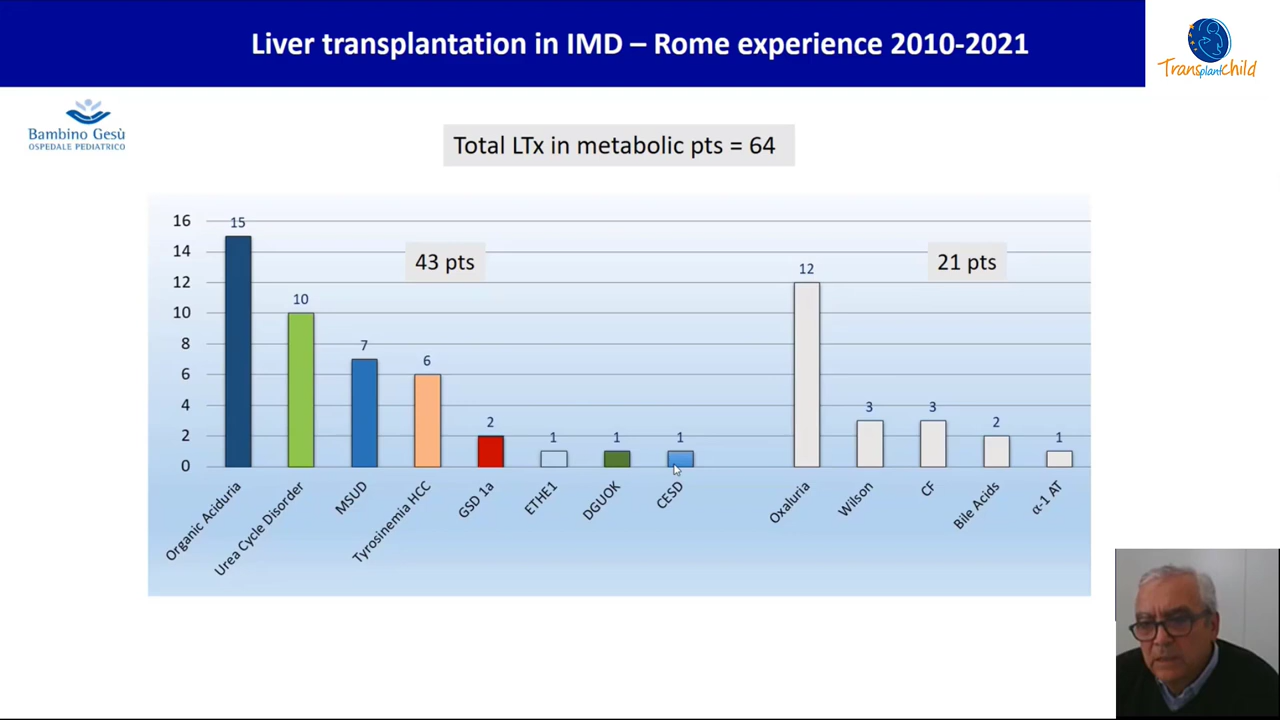 Liver transplantation in IMD – Rome experience 2010-2021
TransplantChild
Bambino Gesù
OSPEDALE PEDIATRICO
Total LTx in metabolic pts = 64
16
14
12
10
8
6
4
2
0
15
10
7
6
2
1
1
1
12
3
3
2
1
43 pts
21 pts
Organic Aciduria
Urea Cycle Disorder
MSUD
Tyrosinemia HCC
GSD 1a
ETHE1
DGUOK
CESD
Oxaluria
Wilson
CF
Bile Acids
α-1 AT